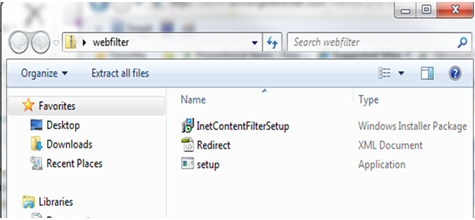 webfilter
Search webfilter
Organize
Extract all files
Favorites
Desktop
Downloads
Recent Places
Libraries
Name Type
InetContentFilterSetup Windows Installer Package
Redirect XML Document
setup Application